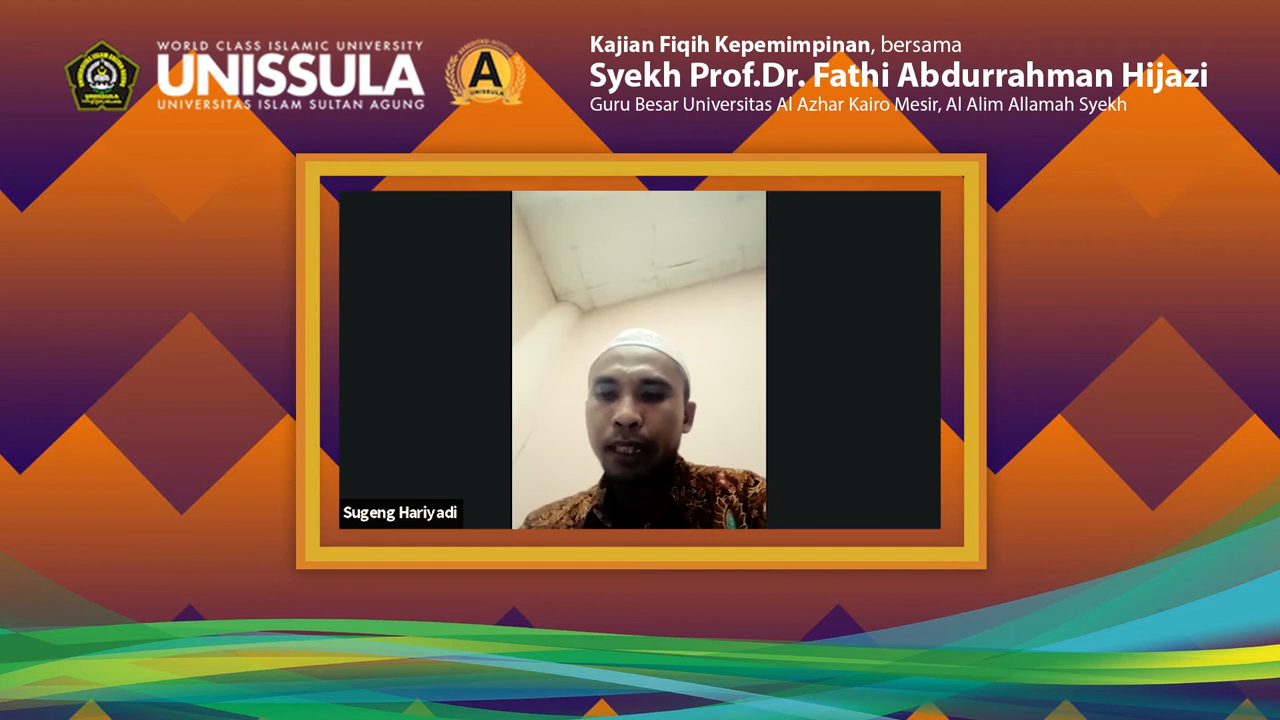 WORLD CLASS ISLAMIC UNIVERSITY
UNISSULA
UNIVERSITAS ISLAM SULTAN AGUNG
A
UNISSULA
Kajian Fiqih Kepemimpinan, bersama
Syekh Prof.Dr. Fathi Abdurrahman Hijazi
Guru Besar Universitas Al Azhar Kairo Mesir, Al Alim Allamah Syekh
Sugeng Hariyadi